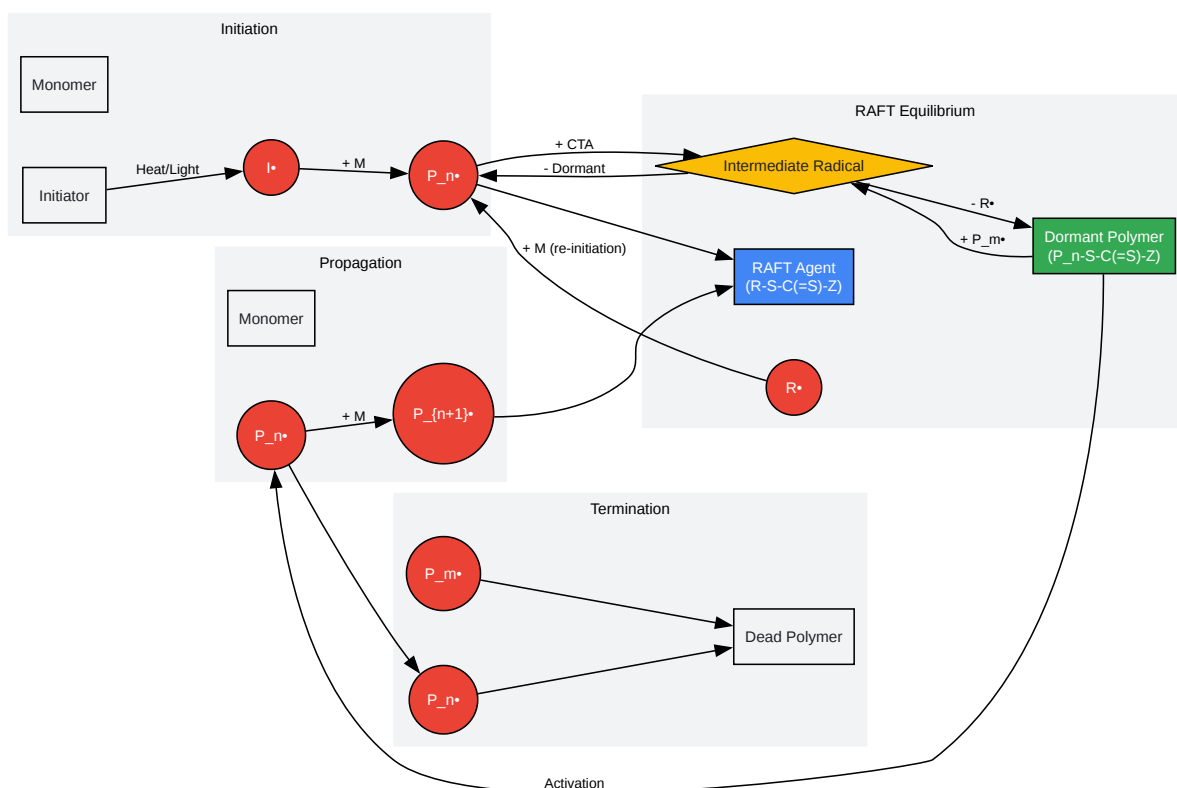 Initiation
Monomer
Initiator
Heat/Light
I•
+ M
P_n•
+ CTA
- Dormant
RAFT Equilibrium
Intermediate Radical
- R•
+ P_m•
Dormant Polymer
(P_n-S-C(=S)-Z)
RAFT Agent
(R-S-C(=S)-Z)
+ M (re-initiation)
R•
Propagation
Monomer
P_n•
+ M
P_{n+1}•
Termination
P_m•
P_n•
Dead Polymer
Activation